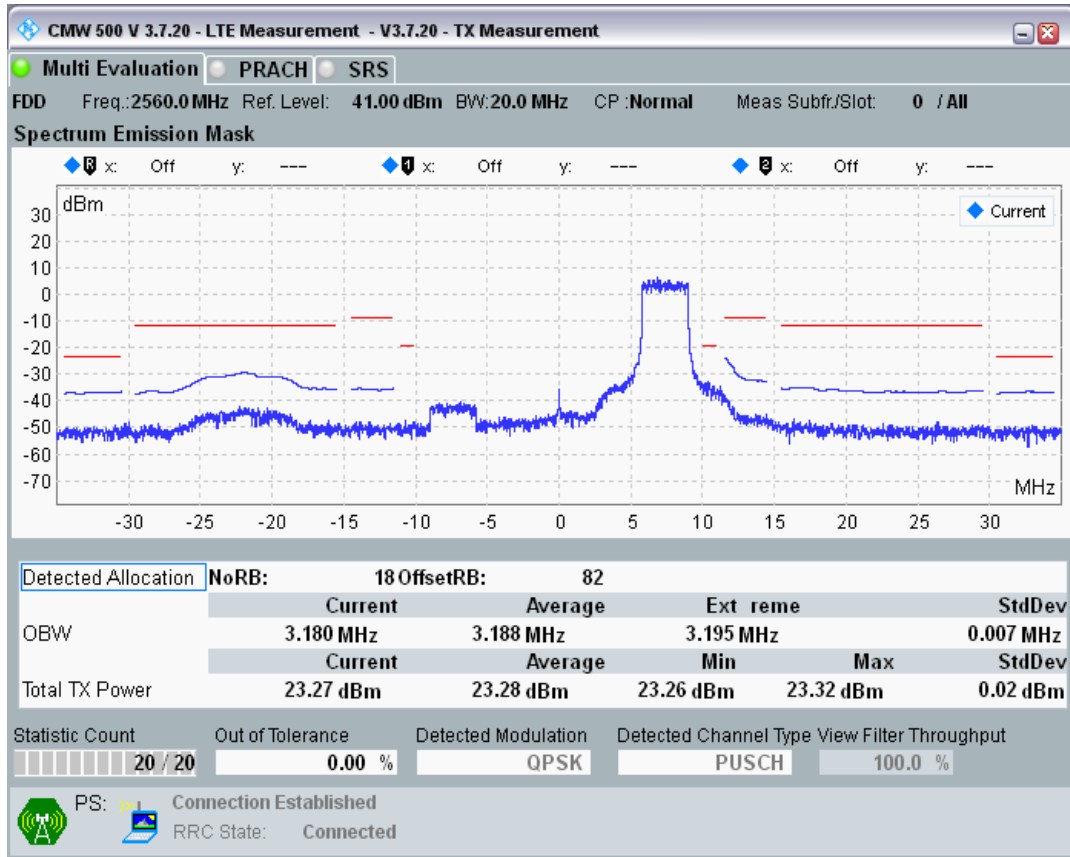 CMW 500 V 3.7.20 - LTE Measurement - V3.7.20 - TX Measurement
Multi Evaluation PRACH SRS
FDD Freq.:2560.0 MHz Ref. Level: 41.00 dBm BW:20.0 MHz CP :Normal Meas Subfr./Slot: 0 / All
Spectrum Emission Mask
R x: Off y: --- 1 x: Off y: --- 2 x: Off y: ---
dBm
Current
30
20
10
0
-10
-20
-30
-40
-50
-60
-70
MHz
-30 -25 -20 -15 -10 -5 0 5 10 15 20 25 30
Detected Allocation NoRB: 18 OffsetRB: 82
Current Average Ext reme StdDev
OBW 3.180 MHz 3.188 MHz 3.195 MHz 0.007 MHz
Current Average Min Max StdDev
Total TX Power 23.27 dBm 23.28 dBm 23.26 dBm 23.32 dBm 0.02 dBm
Statistic Count Out of Tolerance Detected Modulation Detected Channel Type View Filter Throughput
20 / 20 0.00 % QPSK PUSCH 100.0 %
PS: Connection Established
RRC State: Connected